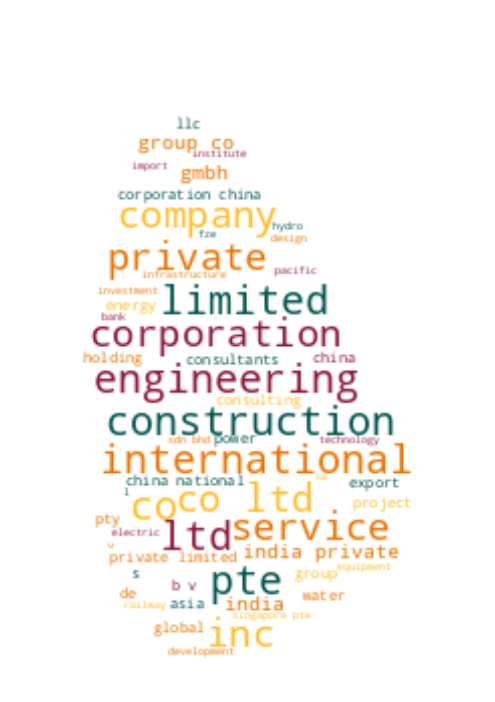 llc
group co
institute
import
gmbh
corporation china
company
hydro
fze
design
private
pacific
infrastructure
investment
limited
energy
bank
corporation
holding
consultants
china
engineering
consulting
construction
sdn bhd
power
technology
international
china national
export
l
co
co ltd
project
pty
service
electric
ltd
india private
private limited
equipment
s
pte
group
b v
de
water
railway
asia
india
singapore pte
global
inc
development